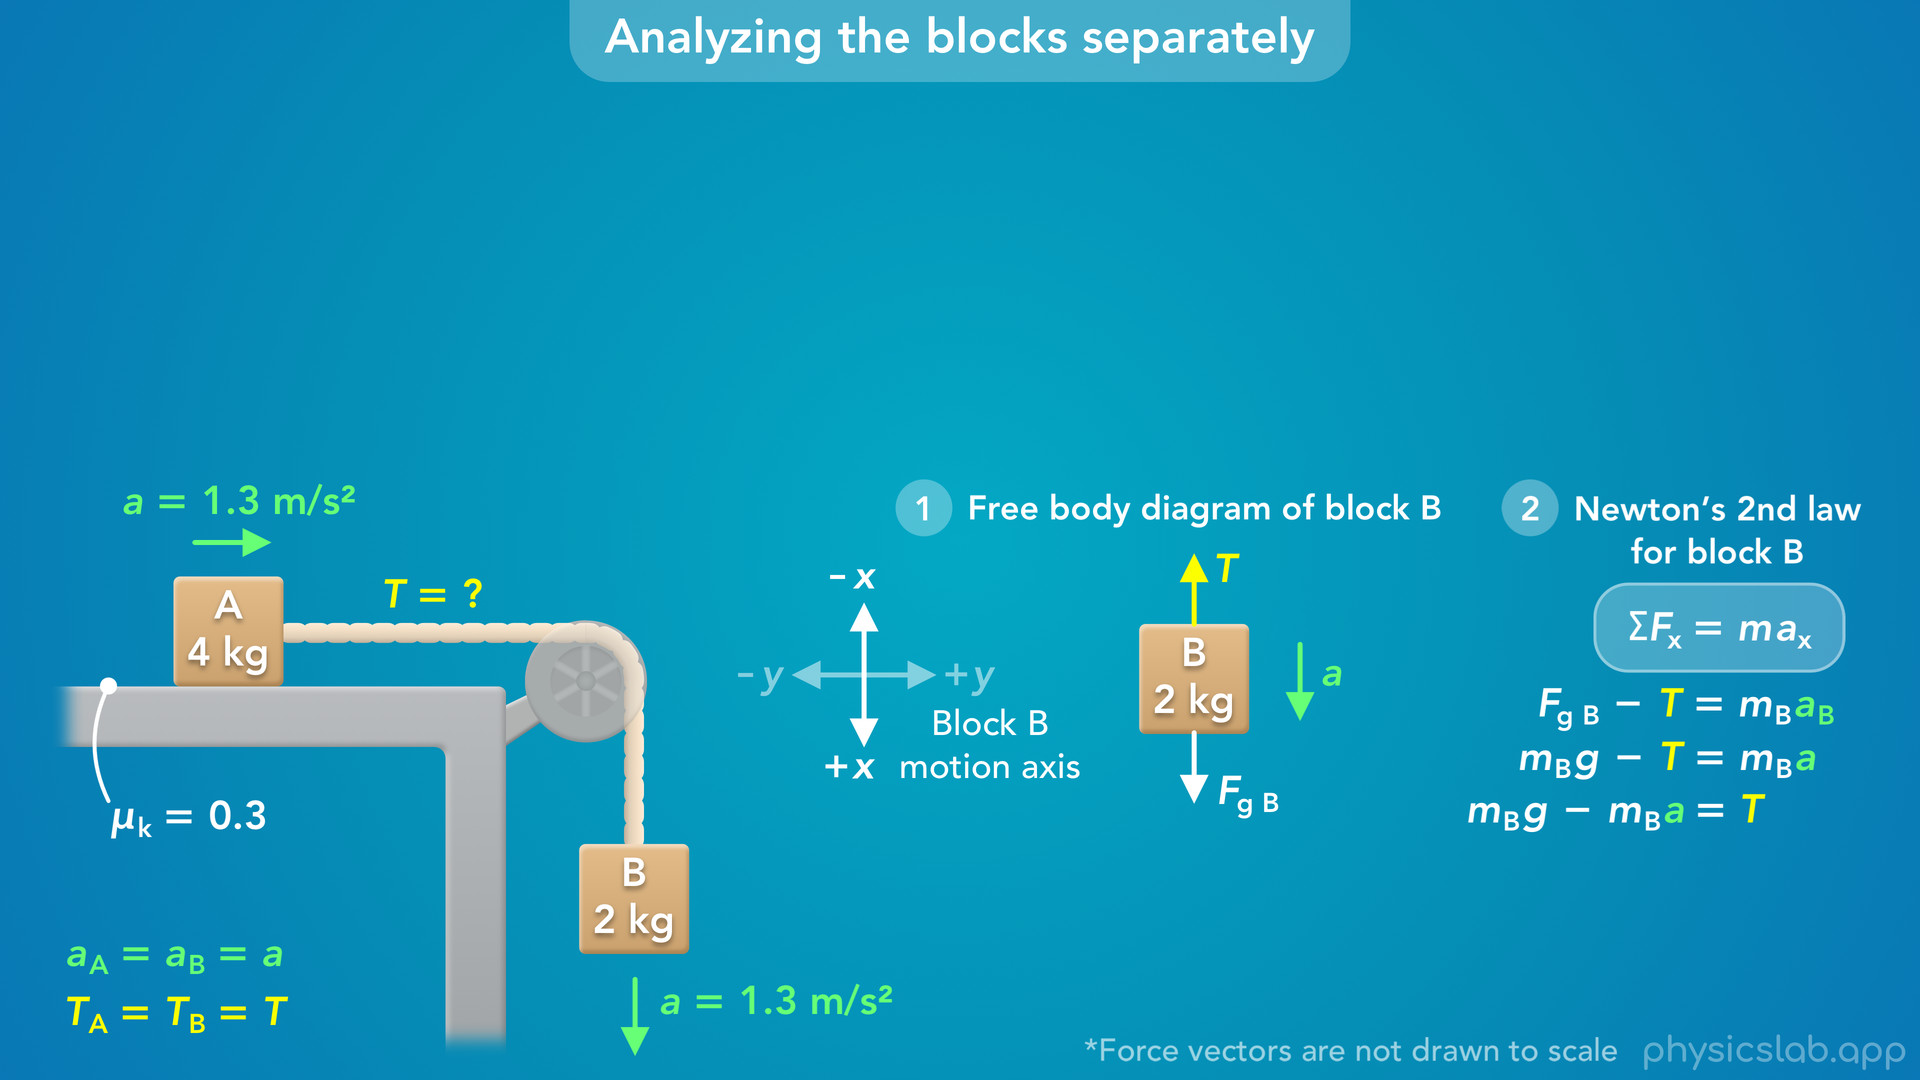 Analyzing the blocks separately
a = 1.3 m/s²
A
4 kg
T = ?
μk = 0.3
B
2 kg
a = 1.3 m/s²
aA = aB = a
TA = TB = T
1 Free body diagram of block B
– x
– y
+ y
+ x
Block B
motion axis
T
B
2 kg
a
Fg B
2 Newton’s 2nd law
for block B
ΣFx = max
Fg B – T = mBaB
mBg – T = mBa
mBg – mBa = T
*Force vectors are not drawn to scale
physicslab.app